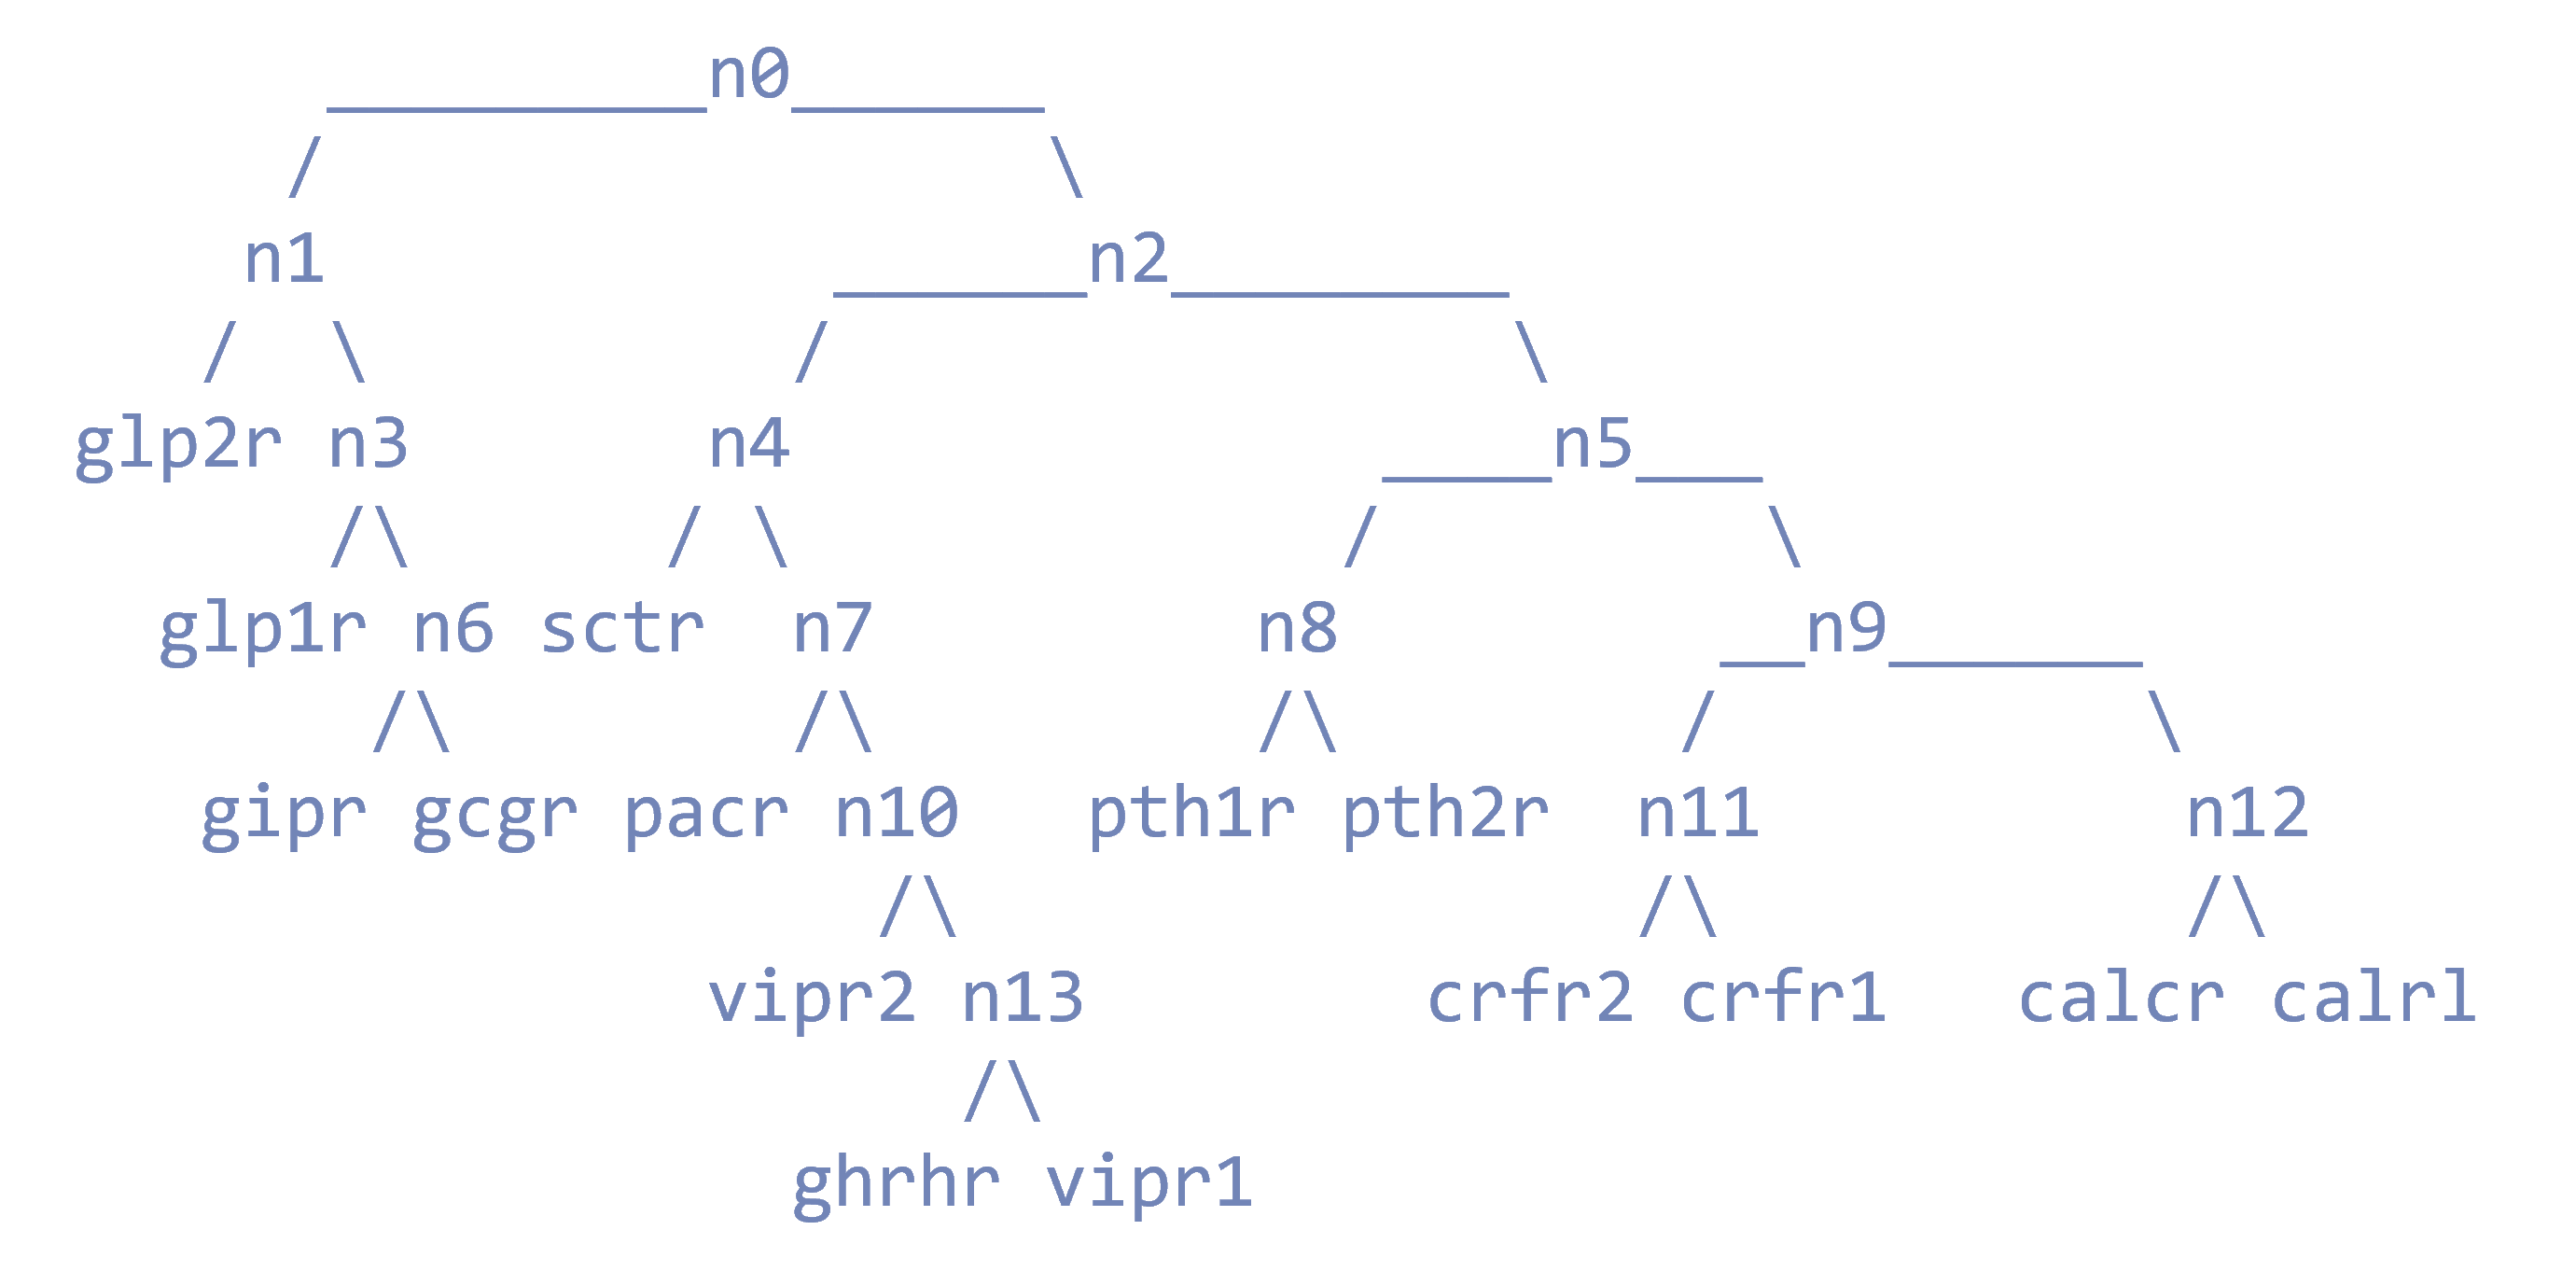 n0
n1 n2
glp2r n3 n4 n5
glp1r n6 sctr n7 n8 n9
gipr gcgr pacr n10 pth1r pth2r n11 n12
vipr2 n13 crfr2 crfr1 calcr calrl
ghrhr vipr1